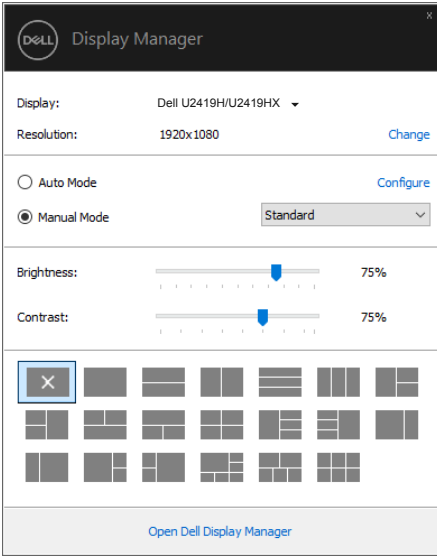 x
DELL Display Manager
Display: Dell U2419H/U2419HX
Resolution: 1920x1080 Change
Auto Mode Configure
Manual Mode Standard
Brightness: 75%
Contrast: 75%
Open Dell Display Manager